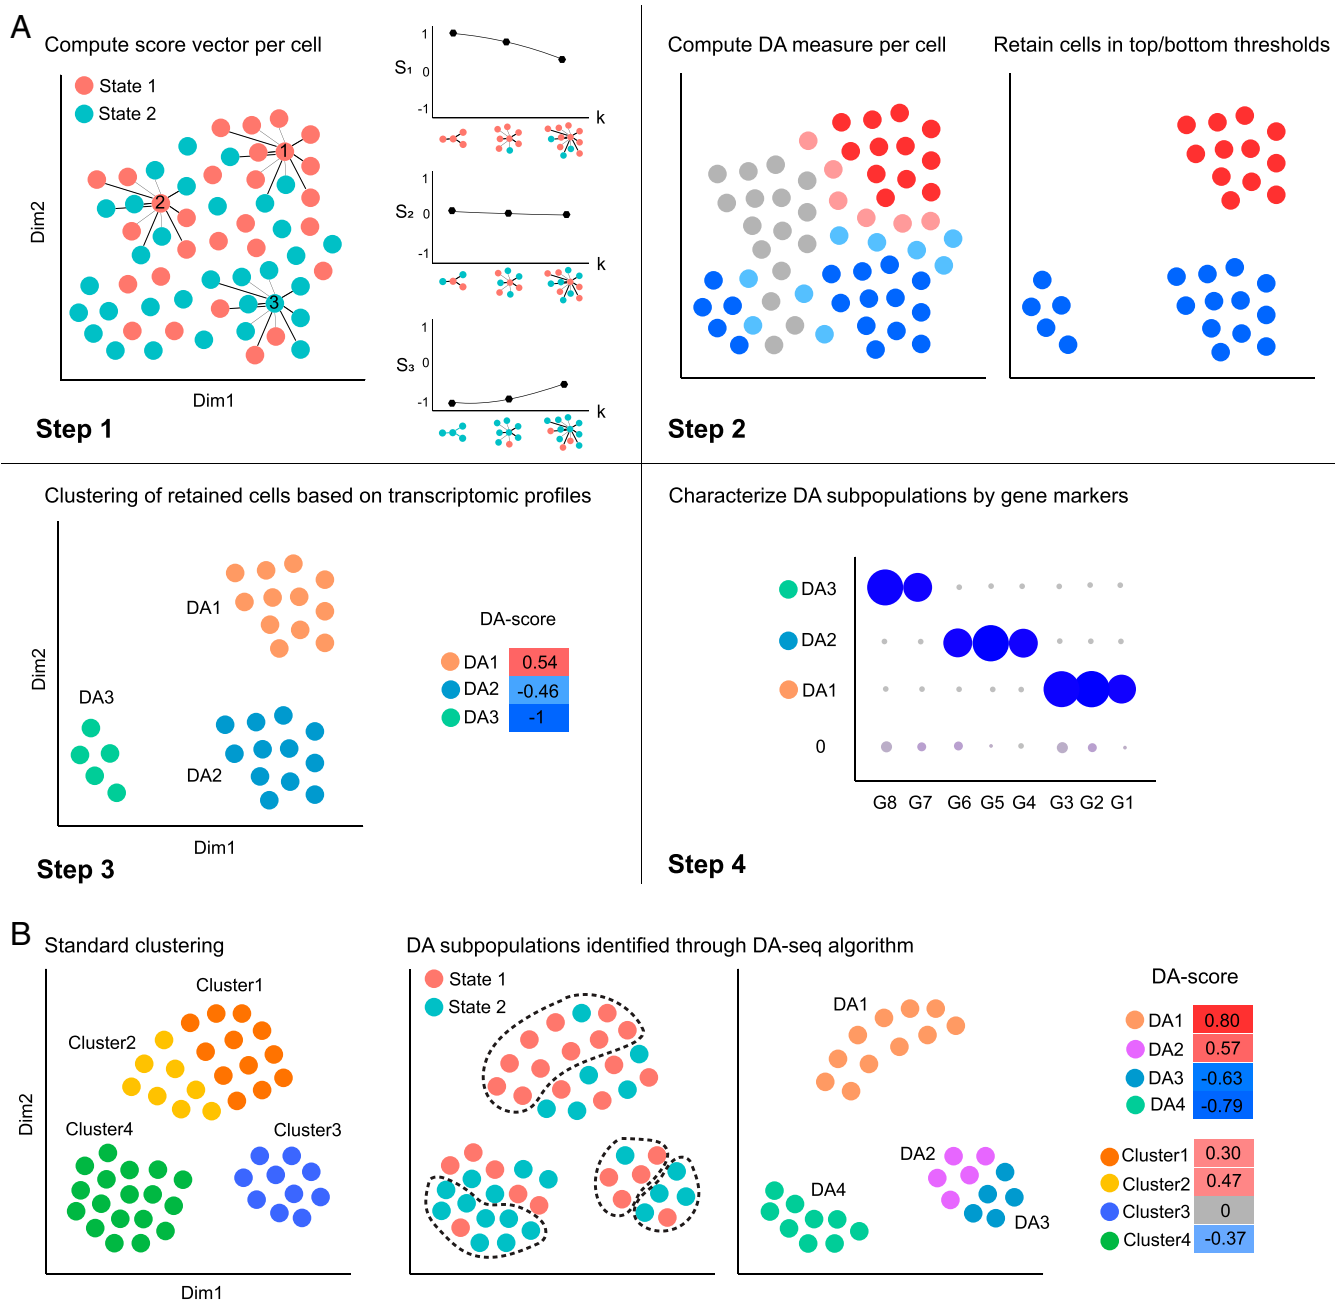 A
Compute score vector per cell
State 1
State 2
1
2
3
Dim2
Dim1
Step 1
S₁
1
0
-1
k
S₂
1
0
-1
k
S₃
1
0
-1
k
Compute DA measure per cell
Retain cells in top/bottom thresholds
Step 2
Clustering of retained cells based on transcriptomic profiles
DA1
DA3
DA2
Dim2
Dim1
DA-score
DA1 0.54
DA2 -0.46
DA3 -1
Step 3
Characterize DA subpopulations by gene markers
DA3
DA2
DA1
0
G8 G7 G6 G5 G4 G3 G2 G1
Step 4
B
Standard clustering
Cluster1
Cluster2
Cluster4
Cluster3
Dim2
Dim1
DA subpopulations identified through DA-seq algorithm
State 1
State 2
DA1
DA2
DA4
DA3
DA-score
DA1 0.80
DA2 0.57
DA3 -0.63
DA4 -0.79
Cluster1 0.30
Cluster2 0.47
Cluster3 0
Cluster4 -0.37